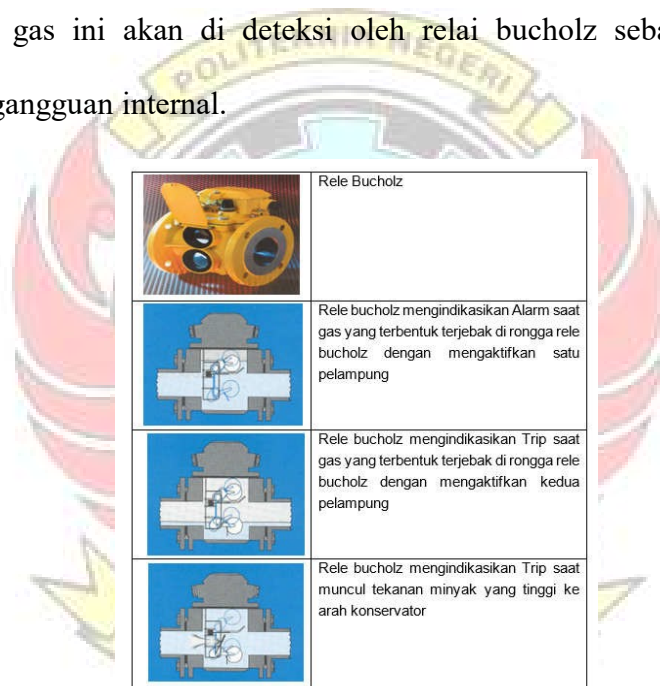 gas ini akan di deteksi oleh relai bucholz seba
gangguan internal.
POLITEKNIK NEGERI
Rele Bucholz
Rele bucholz mengindikasikan Alarm saat
gas yang terbentuk terjebak di rongga rele
bucholz dengan mengaktifkan satu
pelampung
Rele bucholz mengindikasikan Trip saat
gas yang terbentuk terjebak di rongga rele
bucholz dengan mengaktifkan kedua
pelampung
Rele bucholz mengindikasikan Trip saat
muncul tekanan minyak yang tinggi ke
arah konservator